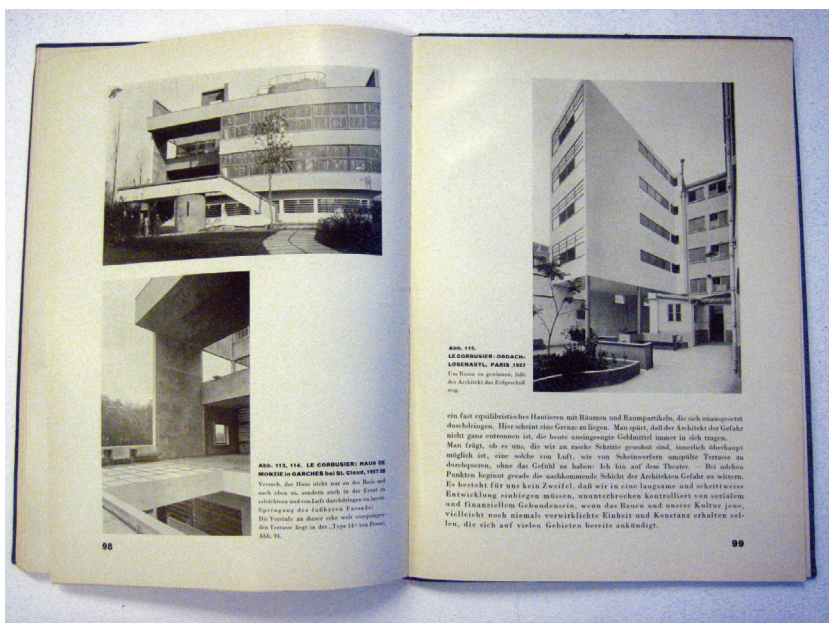 Abb. 113, 114. LE CORBUSIER: HAUS DE
MONZIE in GARCHES bei St. Cloud, 1927/28
Versuch, das Haus nicht nur an der Basis und
nach oben zu, sondern auch in der Front zu
erleichtern und von Luft durchdringen zu lassen.
Sprengung der faßbaren Fassade!
Die Vorstufe zu dieser sehr weit
den Terrasse liegt in der „Type 14“ von Pessac,
Abb. 94.
98
Abb. 115.
LE CORBUSIER: OBDACH-
LOSENASYL, PARIS 1927
Um Raum zu gewinnen, läßt
der Architekt das Erdgeschoß
weg.
ein fast equilibristisches Hantieren mit Räumen und Raumpartikeln, die sich unausgesetzt
durchdringen. Hier scheint eine Grenze zu liegen. Man spürt, daß der Architekt der Gefahr
nicht ganz entronnen ist, die heute uneingeengte Geldmittel immer in sich tragen.
Man frägt, ob es uns, die wir an rasche Schritte gewohnt sind, innerlich überhaupt
möglich ist, eine solche von Luft, wie von Scheinwerfern umspülte Terrasse zu
durchqueren, ohne das Gefühl zu haben: Ich bin auf dem Theater. — Bei solchen
Punkten beginnt gerade die nachkommende Schicht der Architekten Gefahr zu wittern.
Es besteht für uns kein Zweifel, daß wir in eine langsame und schrittweise
Entwicklung einbiegen müssen, ununterbrochen kontrolliert von sozialem
und finanziellem Gebundensein, wenn das Bauen und unsere Kultur jene,
vielleicht noch niemals verwirklichte Einheit und Konstanz erhalten sol-
len, die sich auf vielen Gebieten bereits ankündigt.
99